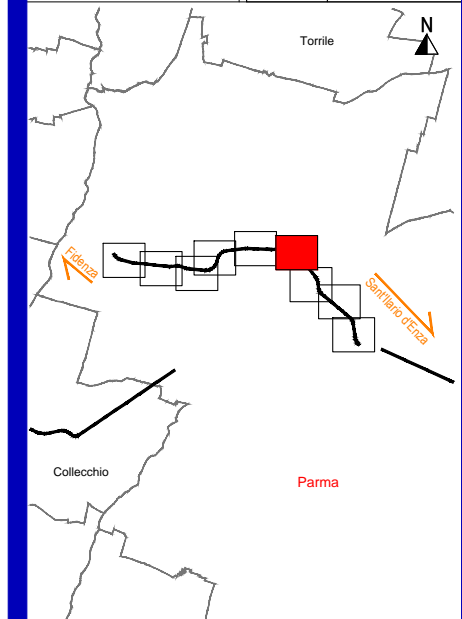 N
Torrile
Fidenza
Sant'Ilario d'Enza
Collecchio
Parma